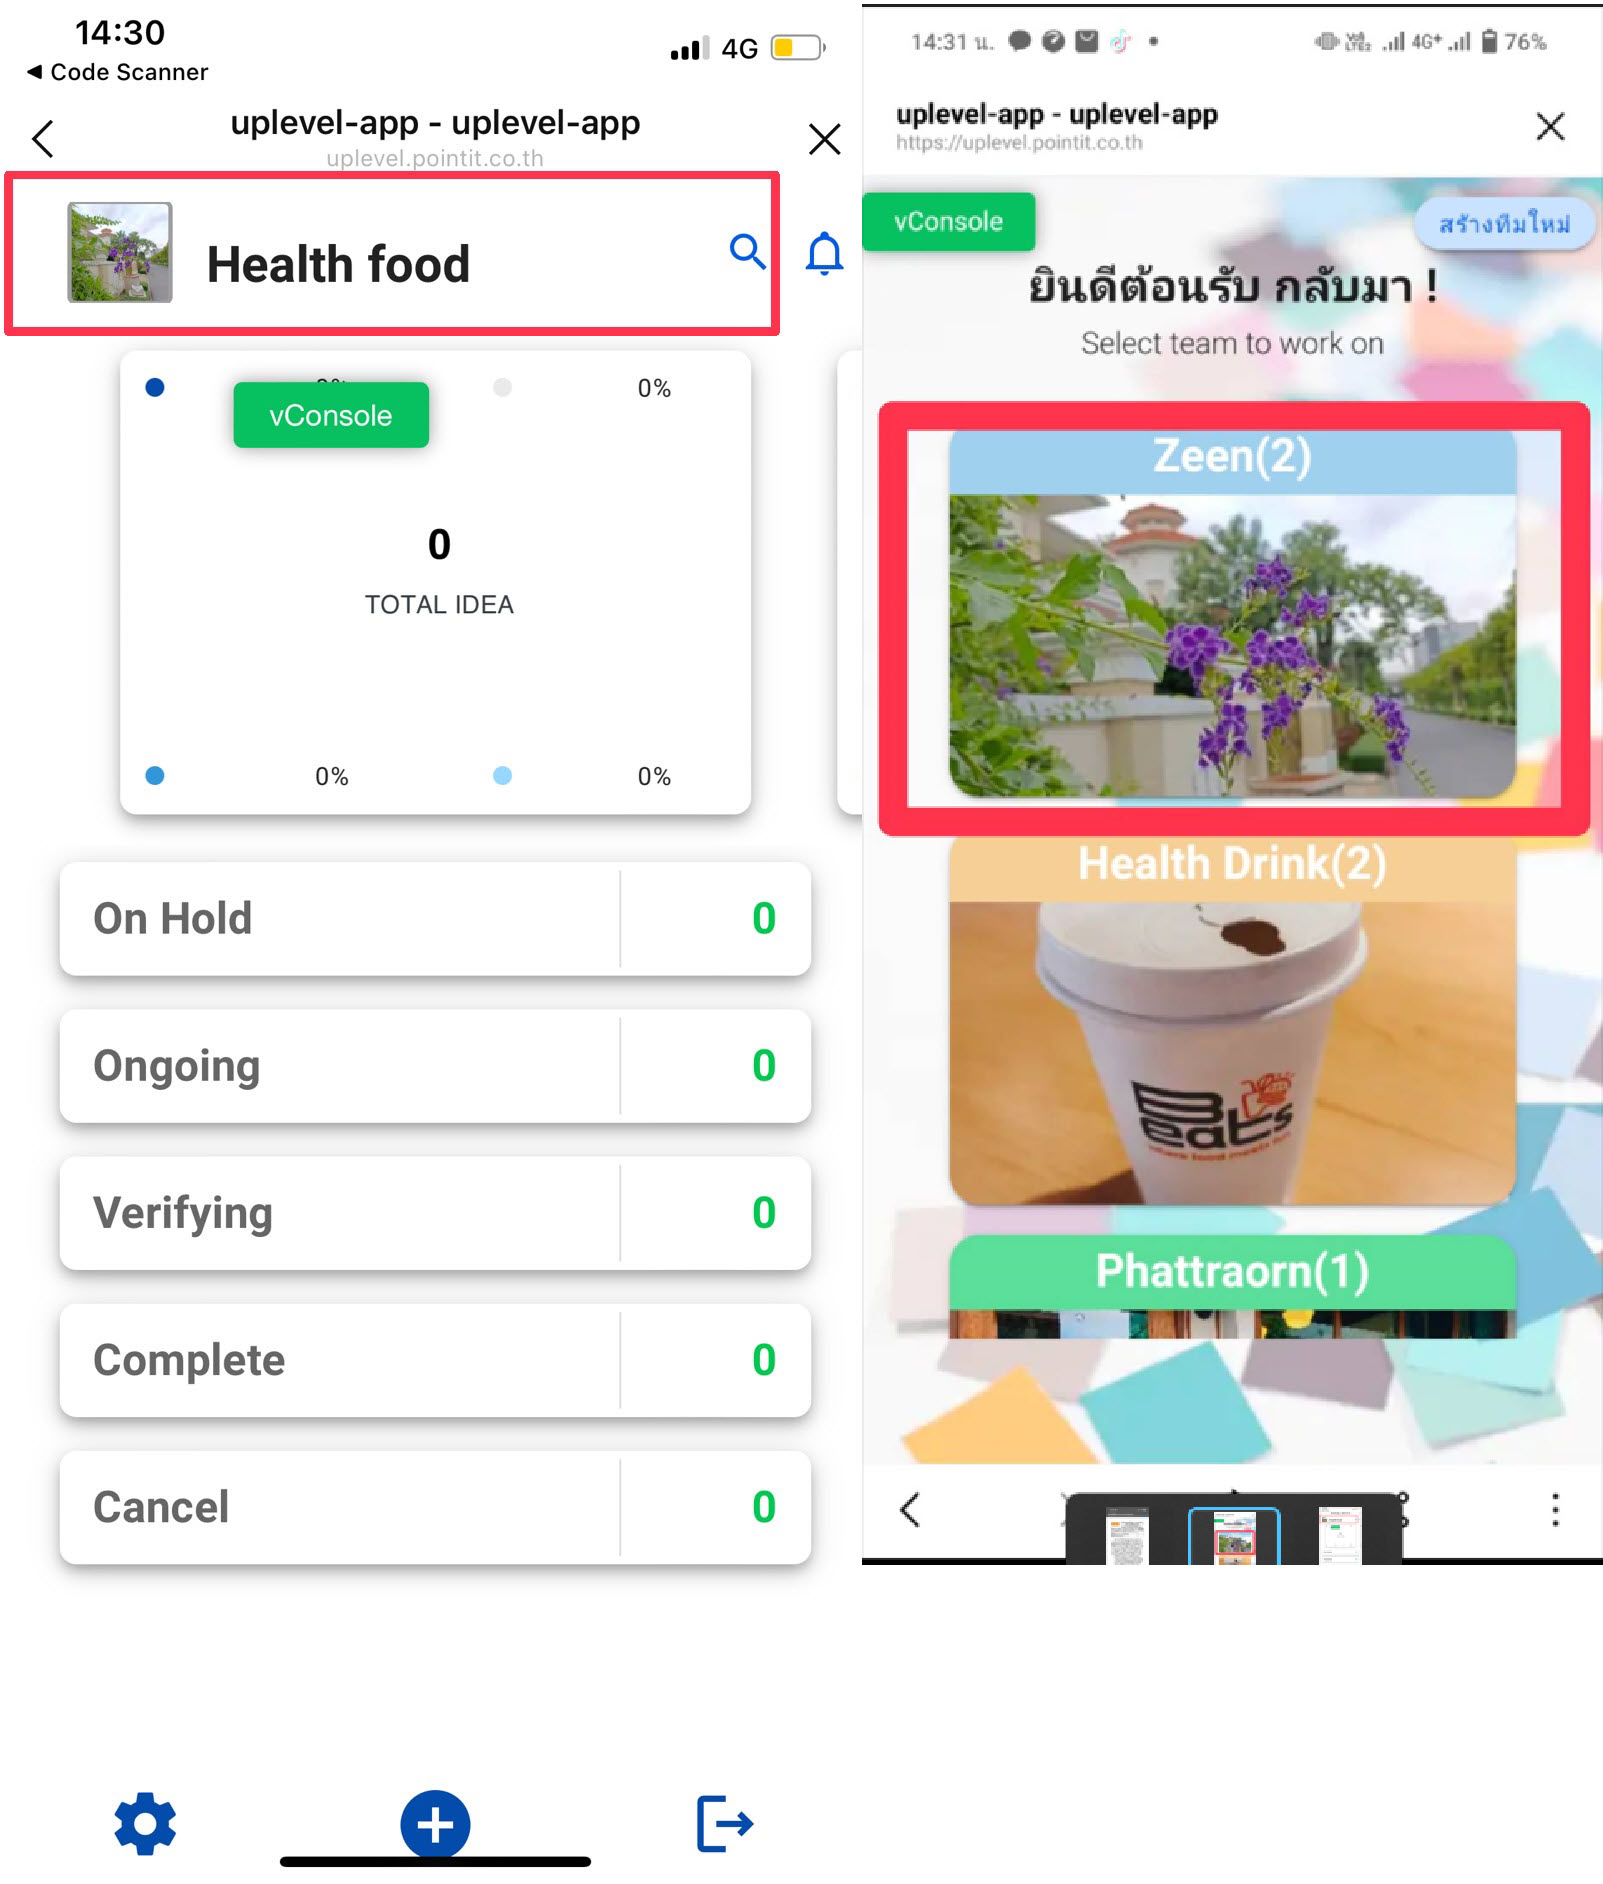 14:30
4G
◀ Code Scanner
uplevel-app - uplevel-app
uplevel.pointit.co.th
Health food
0%
vConsole
0
TOTAL IDEA
0%
0%
On Hold
0
Ongoing
0
Verifying
0
Complete
0
Cancel
0
14:31 น.
4G+
76%
uplevel-app - uplevel-app
https://uplevel.pointit.co.th
vConsole
สร้างทีมใหม่
ยินดีต้อนรับ กลับมา !
Select team to work on
Zeen(2)
Health Drink(2)
Beats
Phattraorn(1)